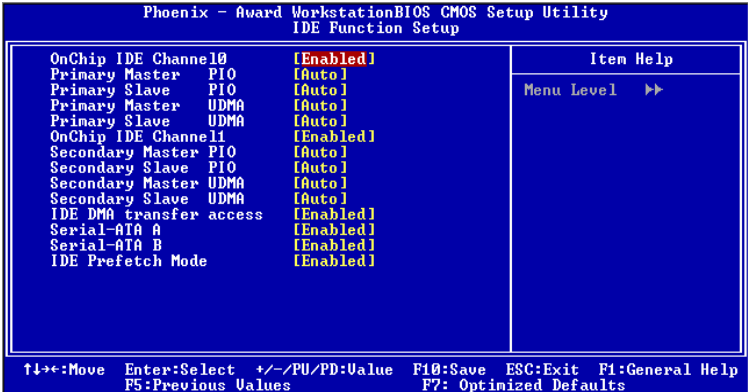 Phoenix - Award WorkstationBIOS CMOS Setup Utility
IDE Function Setup
OnChip IDE Channel0 [Enabled]
Primary Master PIO [Auto]
Primary Slave PIO [Auto]
Primary Master UDMA [Auto]
Primary Slave UDMA [Auto]
OnChip IDE Channel1 [Enabled]
Secondary Master PIO [Auto]
Secondary Slave PIO [Auto]
Secondary Master UDMA [Auto]
Secondary Slave UDMA [Auto]
IDE DMA transfer access [Enabled]
Serial-ATA A [Enabled]
Serial-ATA B [Enabled]
IDE Prefetch Mode [Enabled]
Item Help
Menu Level ▶▶
↑↓→←:Move Enter:Select +/-/PU/PD:Value F10:Save ESC:Exit F1:General Help
F5:Previous Values F7: Optimized Defaults